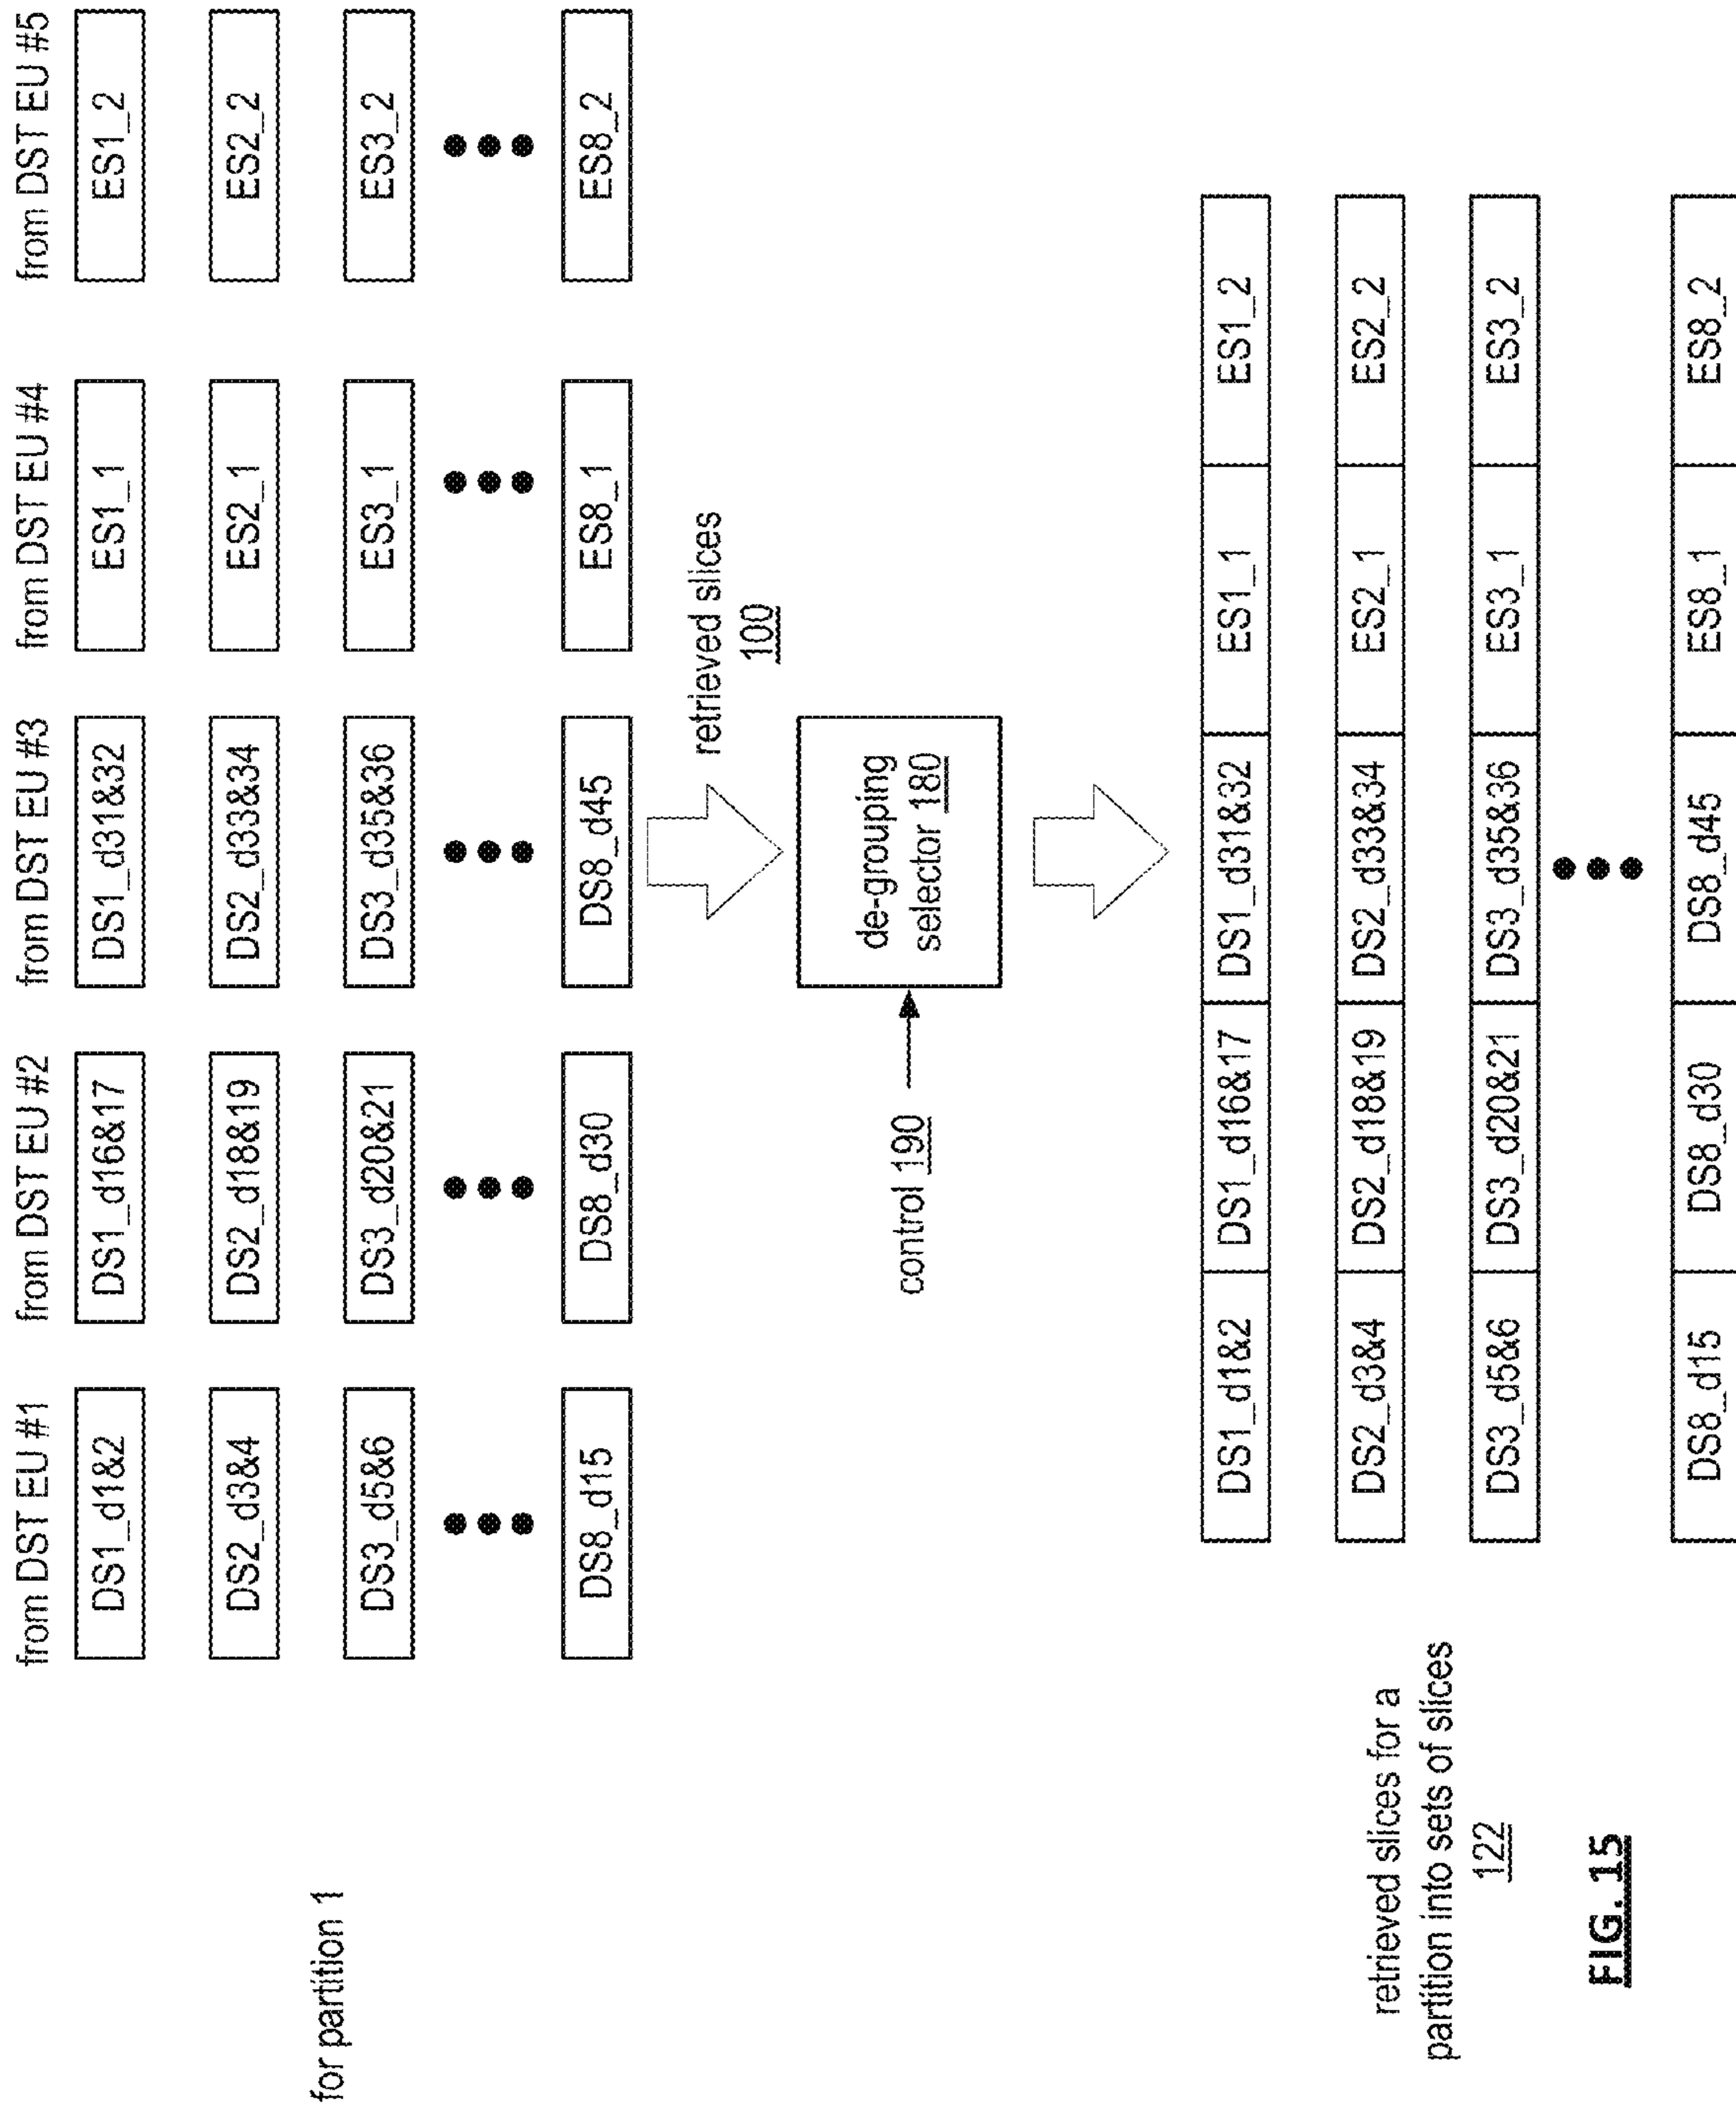 for partition 1
from DST EU #1
from DST EU #2
from DST EU #3
from DST EU #4
from DST EU #5
DS1_d1&2
DS1_d16&17
DS1_d31&32
ES1_1
ES1_2
DS2_d3&4
DS2_d18&19
DS2_d33&34
ES2_1
ES2_2
DS3_d5&6
DS3_d20&21
DS3_d35&36
ES3_1
ES3_2
DS8_d15
DS8_d30
DS8_d45
ES8_1
ES8_2
retrieved slices
100
control 190
de-grouping
selector 180
retrieved slices for a
partition into sets of slices
122
DS1_d1&2
DS1_d16&17
DS1_d31&32
ES1_1
ES1_2
DS2_d3&4
DS2_d18&19
DS2_d33&34
ES2_1
ES2_2
DS3_d5&6
DS3_d20&21
DS3_d35&36
ES3_1
ES3_2
DS8_d15
DS8_d30
DS8_d45
ES8_1
ES8_2
FIG. 15